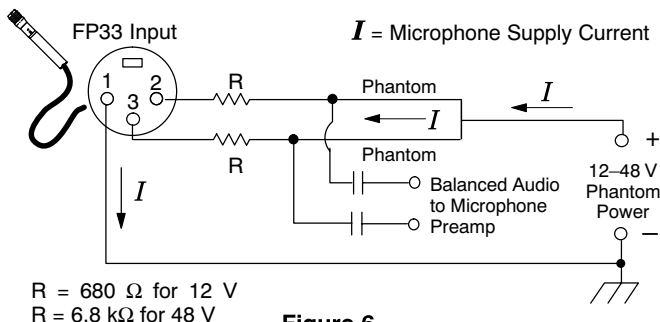 FP33 Input
I = Microphone Supply Current
1
2
3
R
R
Phantom
I
I
Phantom
I
+
12–48 V
Phantom
Power
–
Balanced Audio
to Microphone
Preamp
R = 680 Ω for 12 V
R = 6.8 kΩ for 48 V